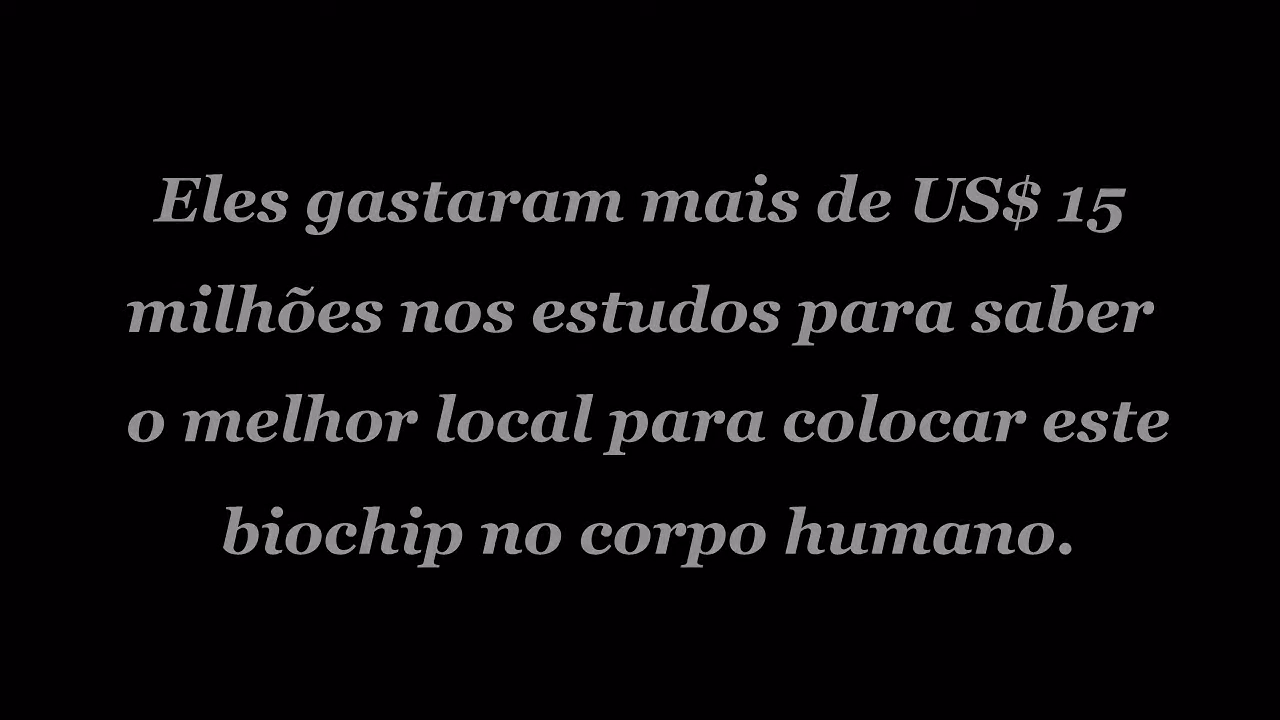 Eles gastaram mais de US$ 15
milhões nos estudos para saber
o melhor local para colocar este
biochip no corpo humano.